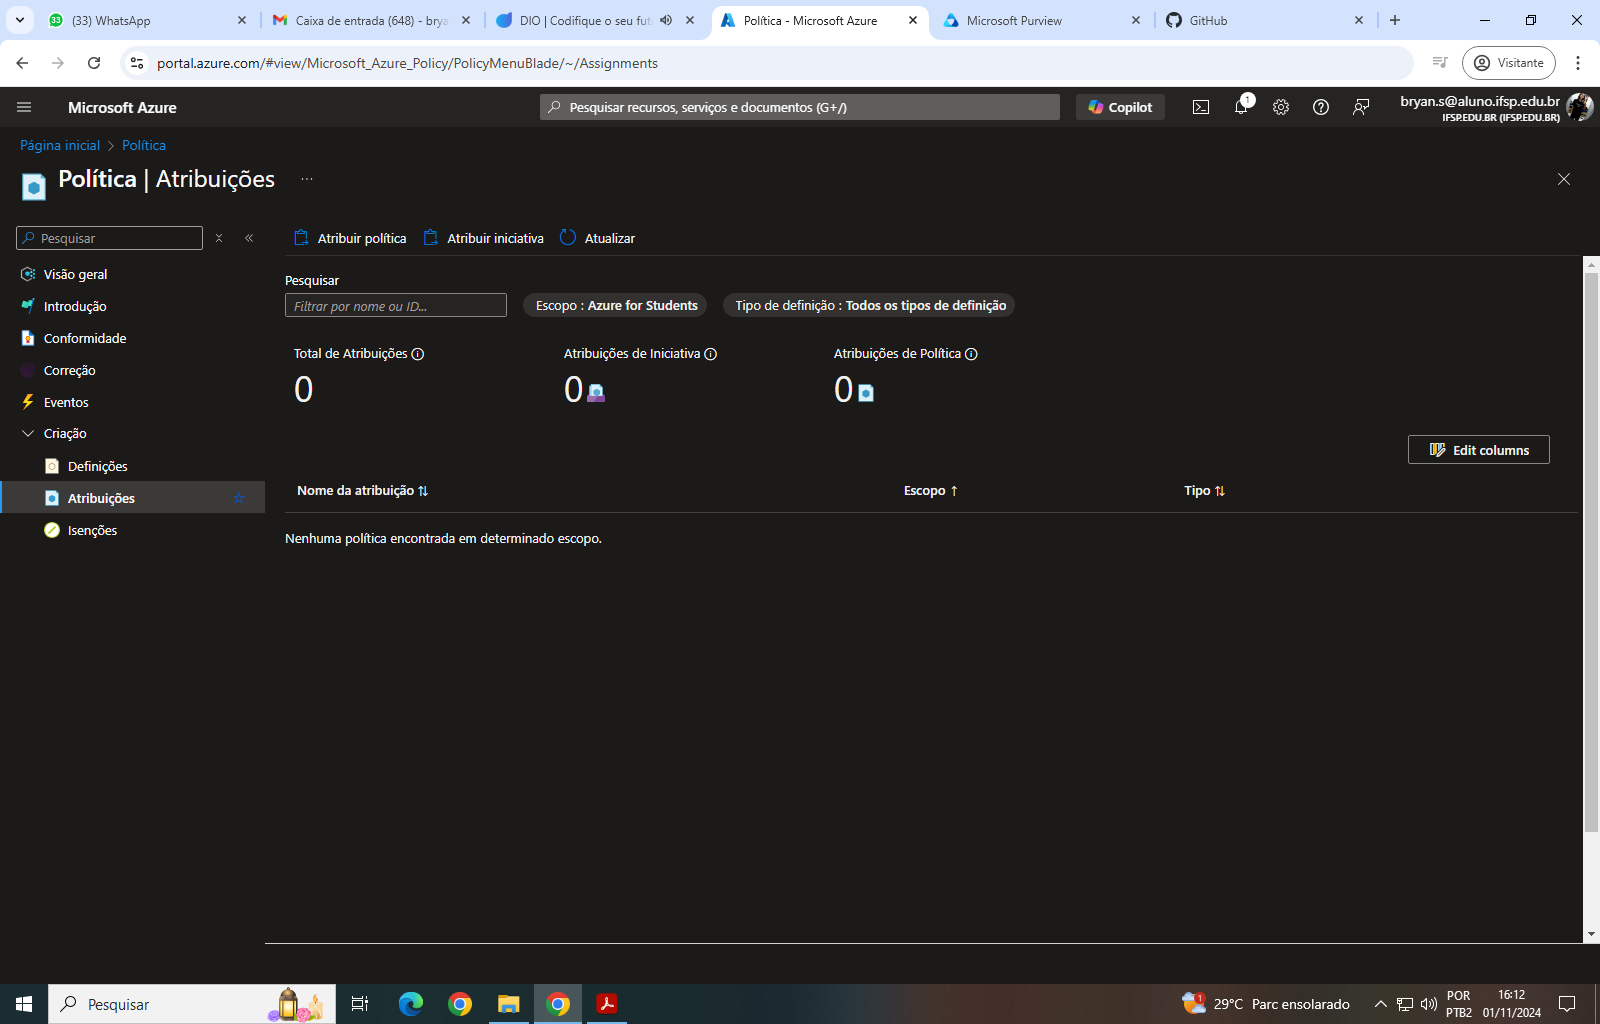 33
(33) WhatsApp
Caixa de entrada (648) - brya
DIO | Codifique o seu fut
Política - Microsoft Azure
Microsoft Purview
GitHub
portal.azure.com/#view/Microsoft_Azure_Policy/PolicyMenuBlade/~/Assignments
Visitante
Microsoft Azure
Pesquisar recursos, serviços e documentos (G+/)
Copilot
1
bryan.s@aluno.ifsp.edu.br
IFSP.EDU.BR (IFSP.EDU.BR)
Página inicial > Política
Política | Atribuições ...
Pesquisar
Atribuir política
Atribuir iniciativa
Atualizar
Visão geral
Introdução
Conformidade
Correção
Eventos
Criação
Definições
Atribuições
Isenções
Pesquisar
Filtrar por nome ou ID...
Escopo : Azure for Students
Tipo de definição : Todos os tipos de definição
Total de Atribuições
0
Atribuições de Iniciativa
0
Atribuições de Política
0
Edit columns
Nome da atribuição
Escopo
Tipo
Nenhuma política encontrada em determinado escopo.
Pesquisar
1
29°C Parc ensolarado
POR
PTB2
16:12
01/11/2024